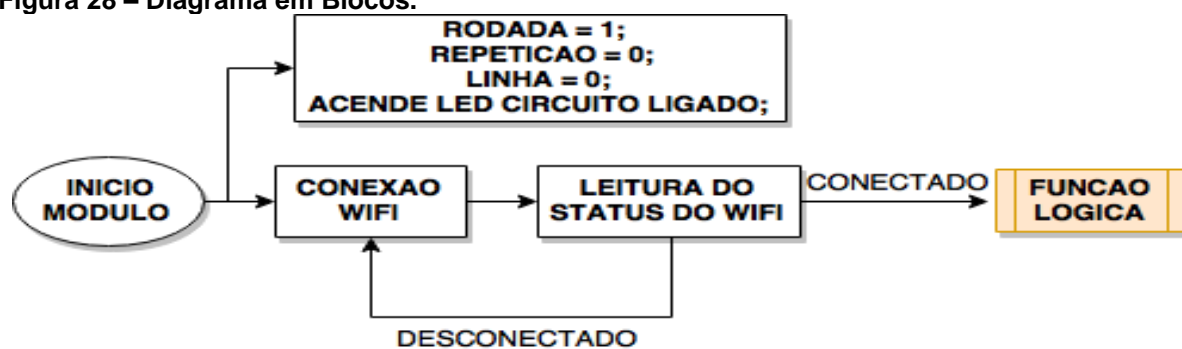 Figura 28 – Diagrama em Blocos.
RODADA = 1;
REPETICAO = 0;
LINHA = 0;
ACENDE LED CIRCUITO LIGADO;
INICIO
MODULO
CONEXAO
WIFI
LEITURA DO
STATUS DO WIFI
CONECTADO
FUNCAO
LOGICA
DESCONECTADO